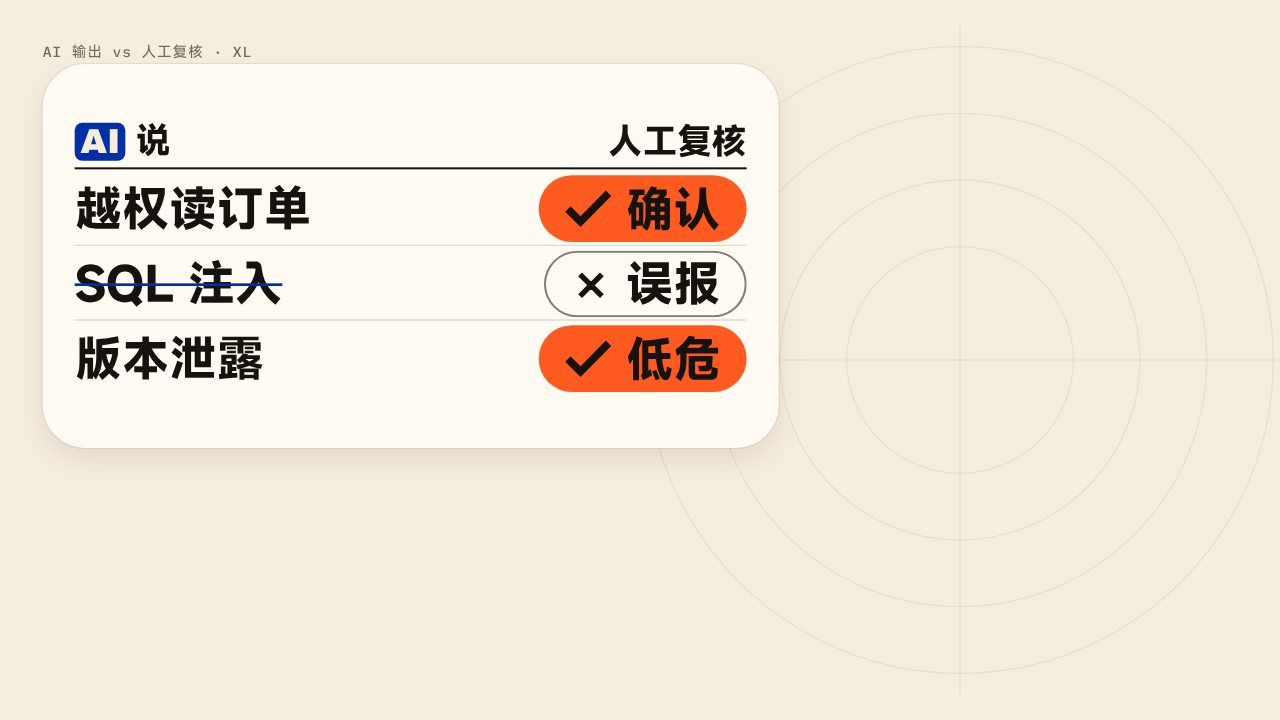 AI 输出 vs 人工复核 · XL
AI 说 人工复核
越权读订单 ✓ 确认
SQL 注入 × 误报
版本泄露 ✓ 低危